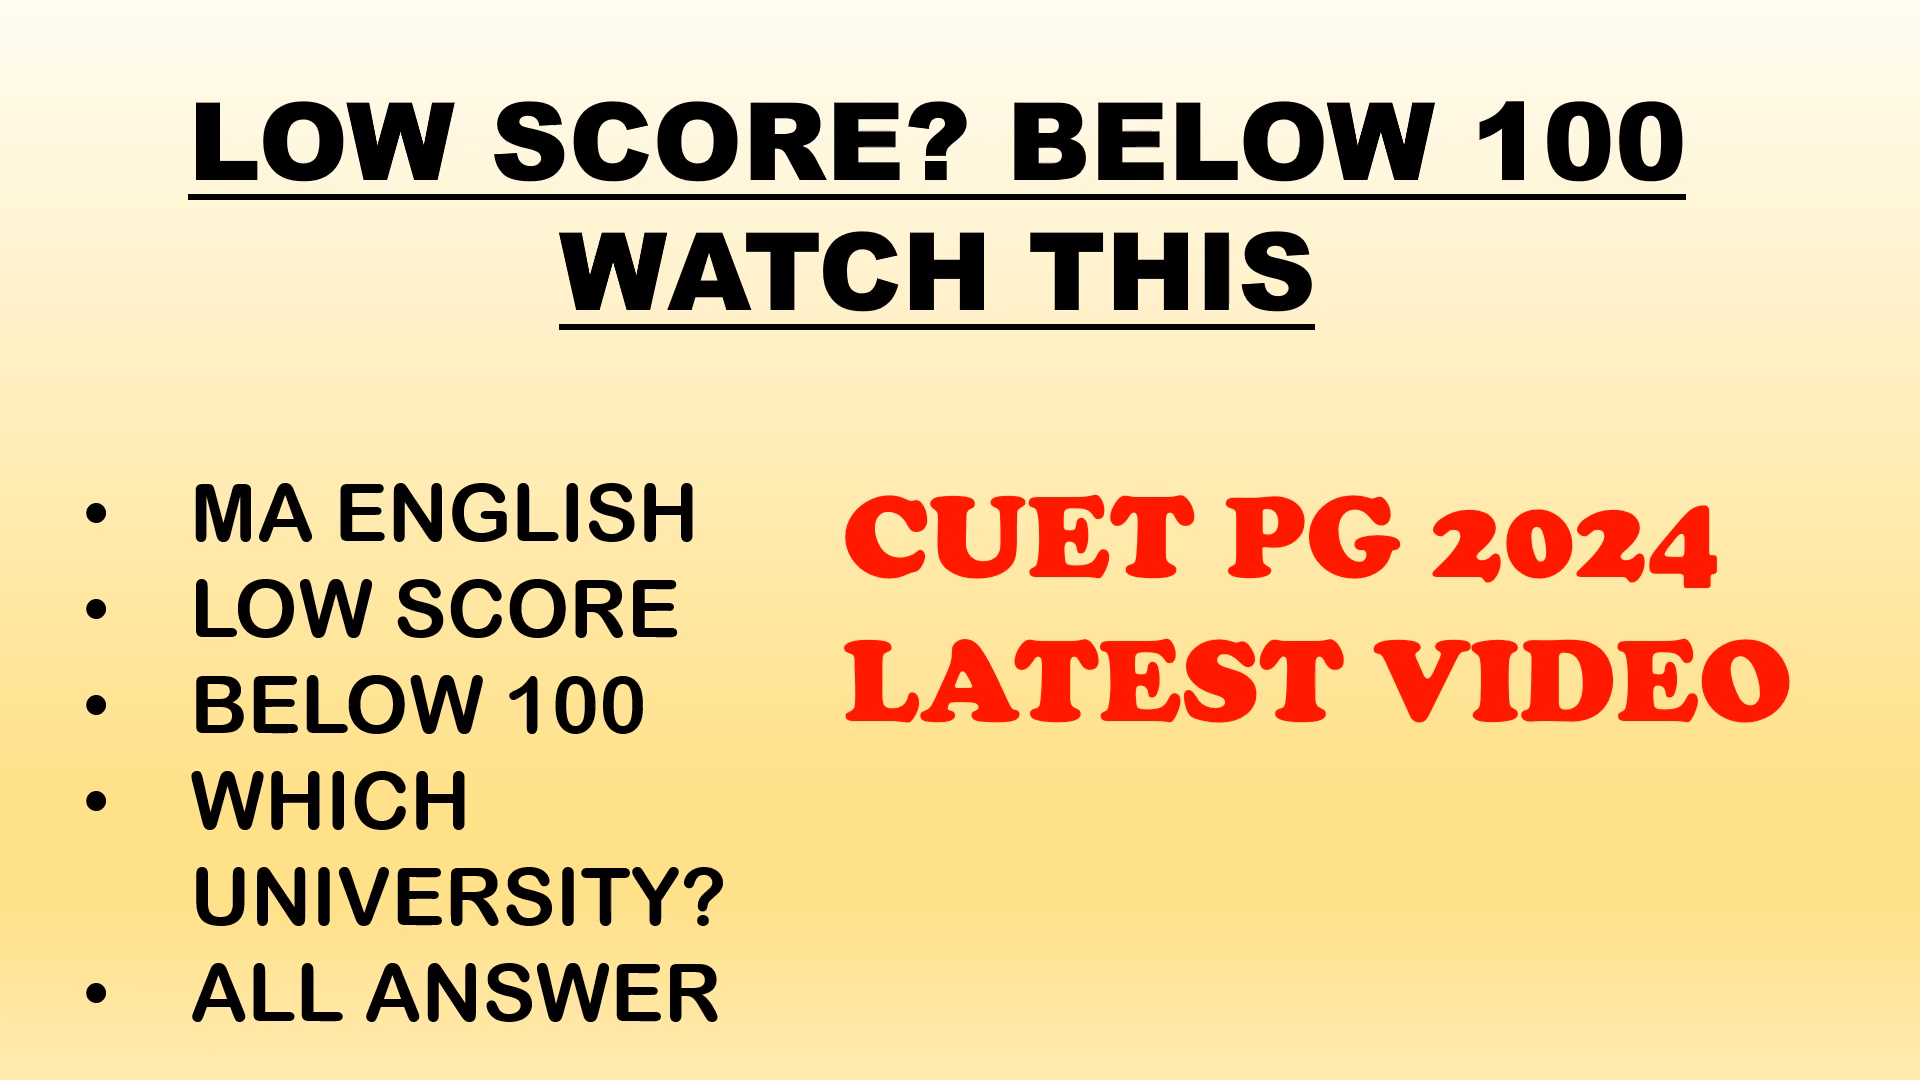 LOW SCORE? BELOW 100
WATCH THIS
• MA ENGLISH
• LOW SCORE
• BELOW 100
• WHICH
UNIVERSITY?
• ALL ANSWER
CUET PG 2024
LATEST VIDEO